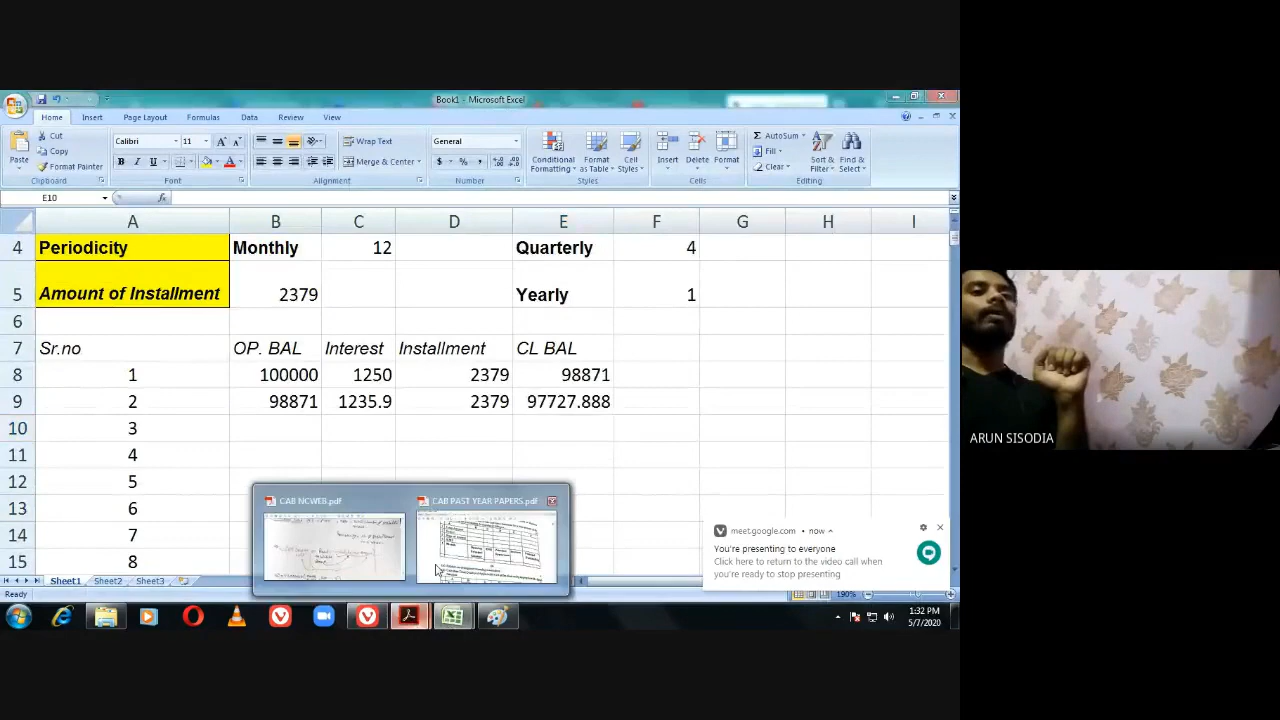 Book1 - Microsoft Excel
Home Insert Page Layout Formulas Data Review View
Cut
Copy
Format Painter
Paste
Clipboard
Calibri 11
B I U
Font
Wrap Text
Merge & Center
Alignment
General
$ % ,
Number
Conditional Formatting
Format as Table
Cell Styles
Styles
Insert Delete Format
Cells
Σ AutoSum
Fill
Clear
Sort & Filter
Find & Select
Editing
E10 fx
A B C D E F G H I
4 Periodicity Monthly 12 Quarterly 4
5 Amount of Installment 2379 Yearly 1
6
7 Sr.no OP. BAL Interest Installment CL BAL
8 1 100000 1250 2379 98871
9 2 98871 1235.9 2379 97727.888
10 3
11 4
12 5
13 6
14 7
15 8
CAB NCWEB.pdf CAB PAST YEAR PAPERS.pdf
meet.google.com • now
You're presenting to everyone
Click here to return to the video call when
you're ready to stop presenting
Sheet1 Sheet2 Sheet3
Ready 190%
1:32 PM
5/7/2020
ARUN SISODIA